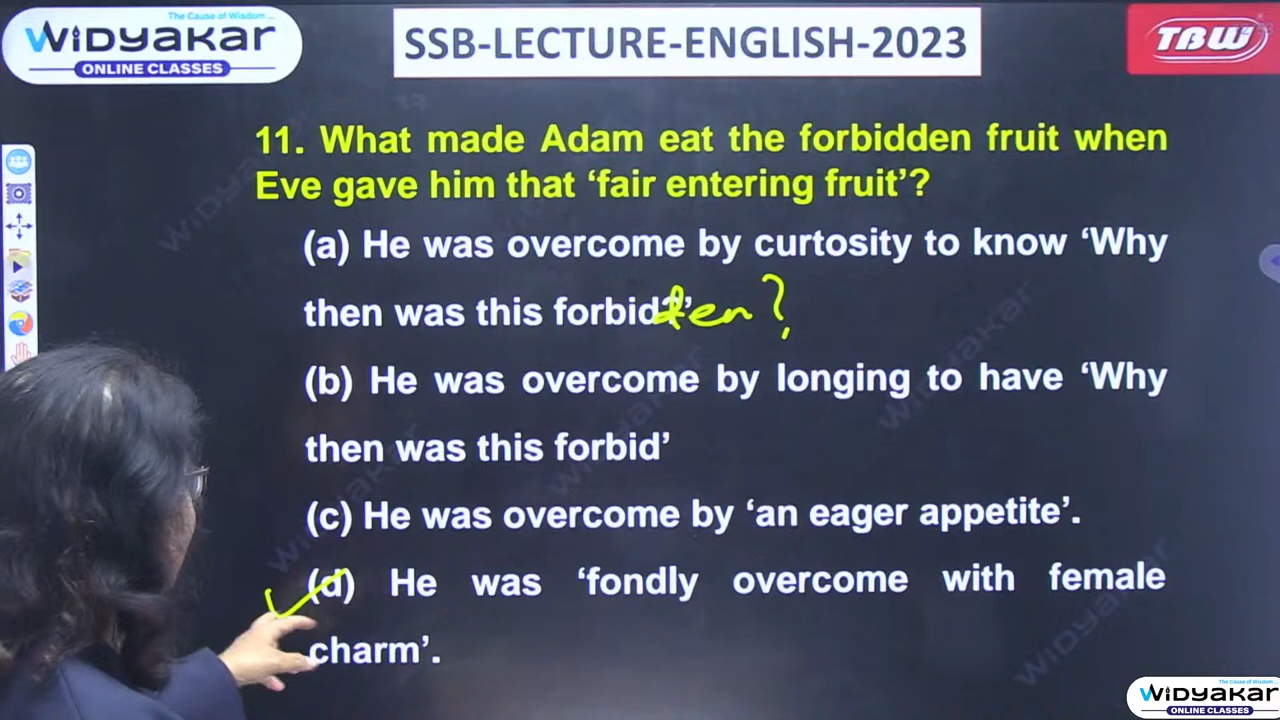 The Cause of Wisdom ...
WIDYAKAR
ONLINE CLASSES
SSB-LECTURE-ENGLISH-2023
TBW
11. What made Adam eat the forbidden fruit when
Eve gave him that ‘fair entering fruit’?
(a) He was overcome by curtosity to know ‘Why
then was this forbid?’ den?
(b) He was overcome by longing to have ‘Why
then was this forbid’
(c) He was overcome by ‘an eager appetite’.
(d) He was ‘fondly overcome with female
charm’.
The Cause of Wisdom ...
WIDYAKAR
ONLINE CLASSES